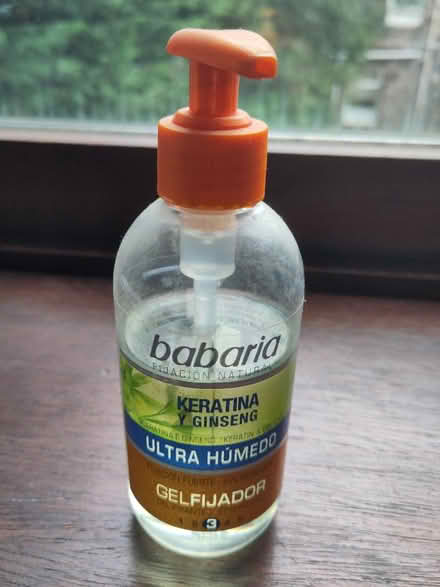 babaria
FIJACIÓN NATURAL
KERATINA
Y GINSENG
ULTRA HÚMEDO
GELFIJADOR
3